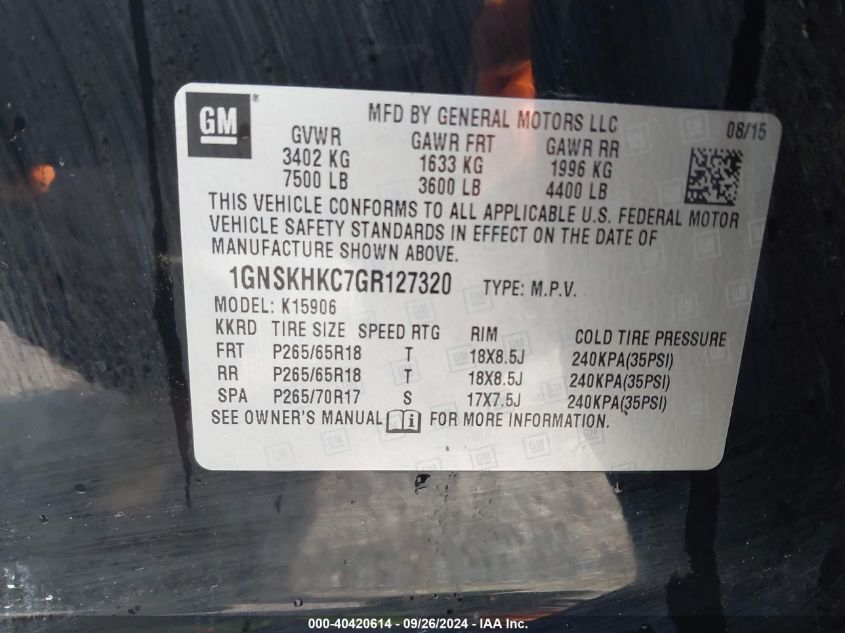 GM ® MFD BY GENERAL MOTORS LLC 08/15
GVWR GAWR FRT GAWR RR
3402 KG 1633 KG 1996 KG
7500 LB 3600 LB 4400 LB
THIS VEHICLE CONFORMS TO ALL APPLICABLE U.S. FEDERAL MOTOR
VEHICLE SAFETY STANDARDS IN EFFECT ON THE DATE OF
MANUFACTURE SHOWN ABOVE.
1GNSKHKC7GR127320 TYPE: M.P.V.
MODEL: K15906
KKRD TIRE SIZE SPEED RTG RIM COLD TIRE PRESSURE
FRT P265/65R18 T 18X8.5J 240KPA(35PSI)
RR P265/65R18 T 18X8.5J 240KPA(35PSI)
SPA P265/70R17 S 17X7.5J 240KPA(35PSI)
SEE OWNER'S MANUAL FOR MORE INFORMATION.
000-40420614 - 09/26/2024 - IAA Inc.